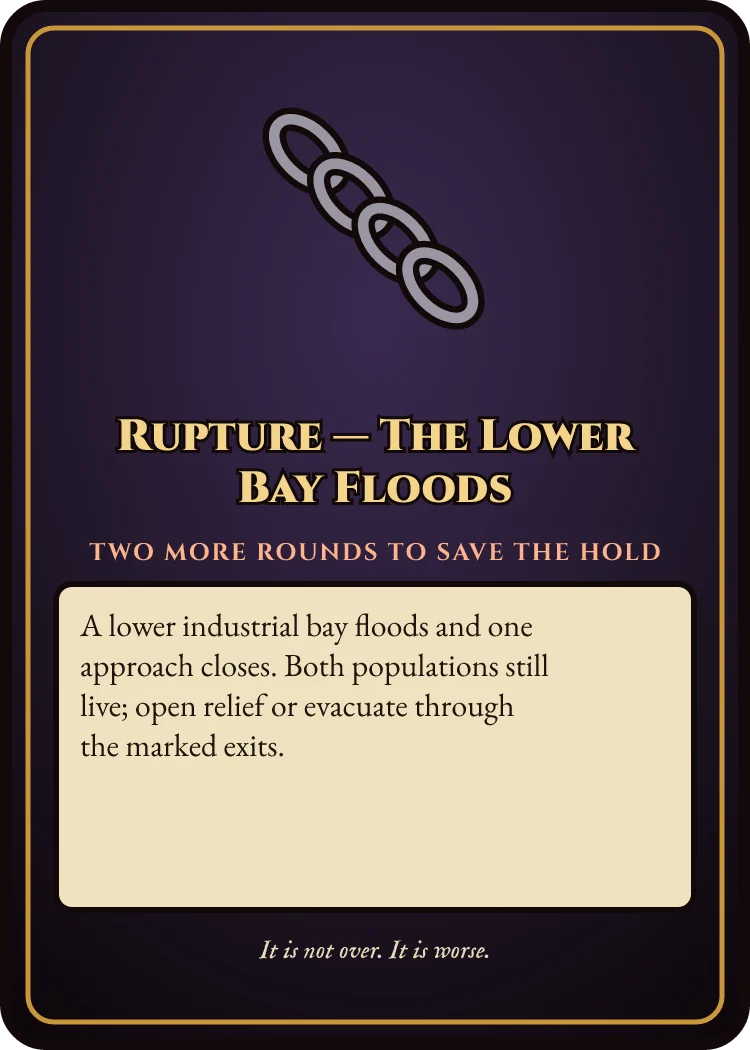 Rupture — The Lower
Bay Floods
TWO MORE ROUNDS TO SAVE THE HOLD
A lower industrial bay floods and one
approach closes. Both populations still
live; open relief or evacuate through
the marked exits.
It is not over. It is worse.